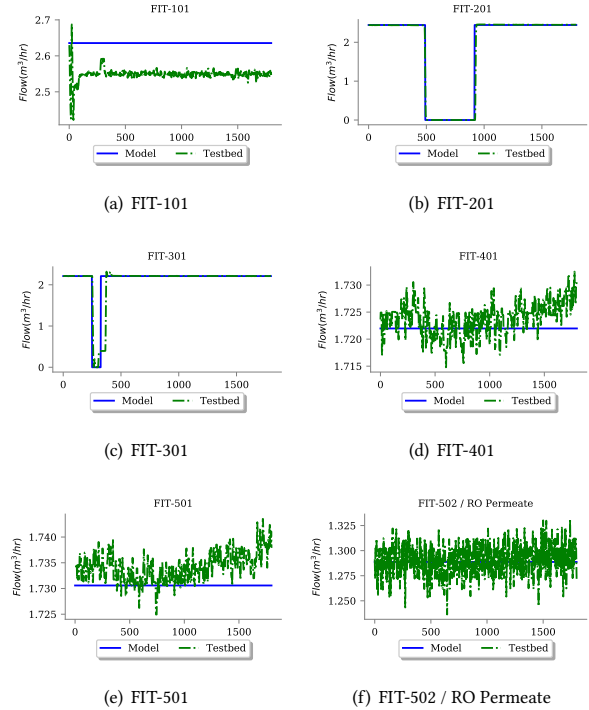 FIT-101
Flow(m³/hr)
2.7
2.6
2.5
0 500 1000 1500
Model Testbed
(a) FIT-101
FIT-201
Flow(m³/hr)
2
1
0
0 500 1000 1500
Model Testbed
(b) FIT-201
FIT-301
Flow(m³/hr)
2
1
0
0 500 1000 1500
Model Testbed
(c) FIT-301
FIT-401
Flow(m³/hr)
1.730
1.725
1.720
1.715
0 500 1000 1500
Model Testbed
(d) FIT-401
FIT-501
Flow(m³/hr)
1.740
1.735
1.730
1.725
0 500 1000 1500
Model Testbed
(e) FIT-501
FIT-502 / RO Permeate
Flow(m³/hr)
1.325
1.300
1.275
1.250
0 500 1000 1500
Model Testbed
(f) FIT-502 / RO Permeate